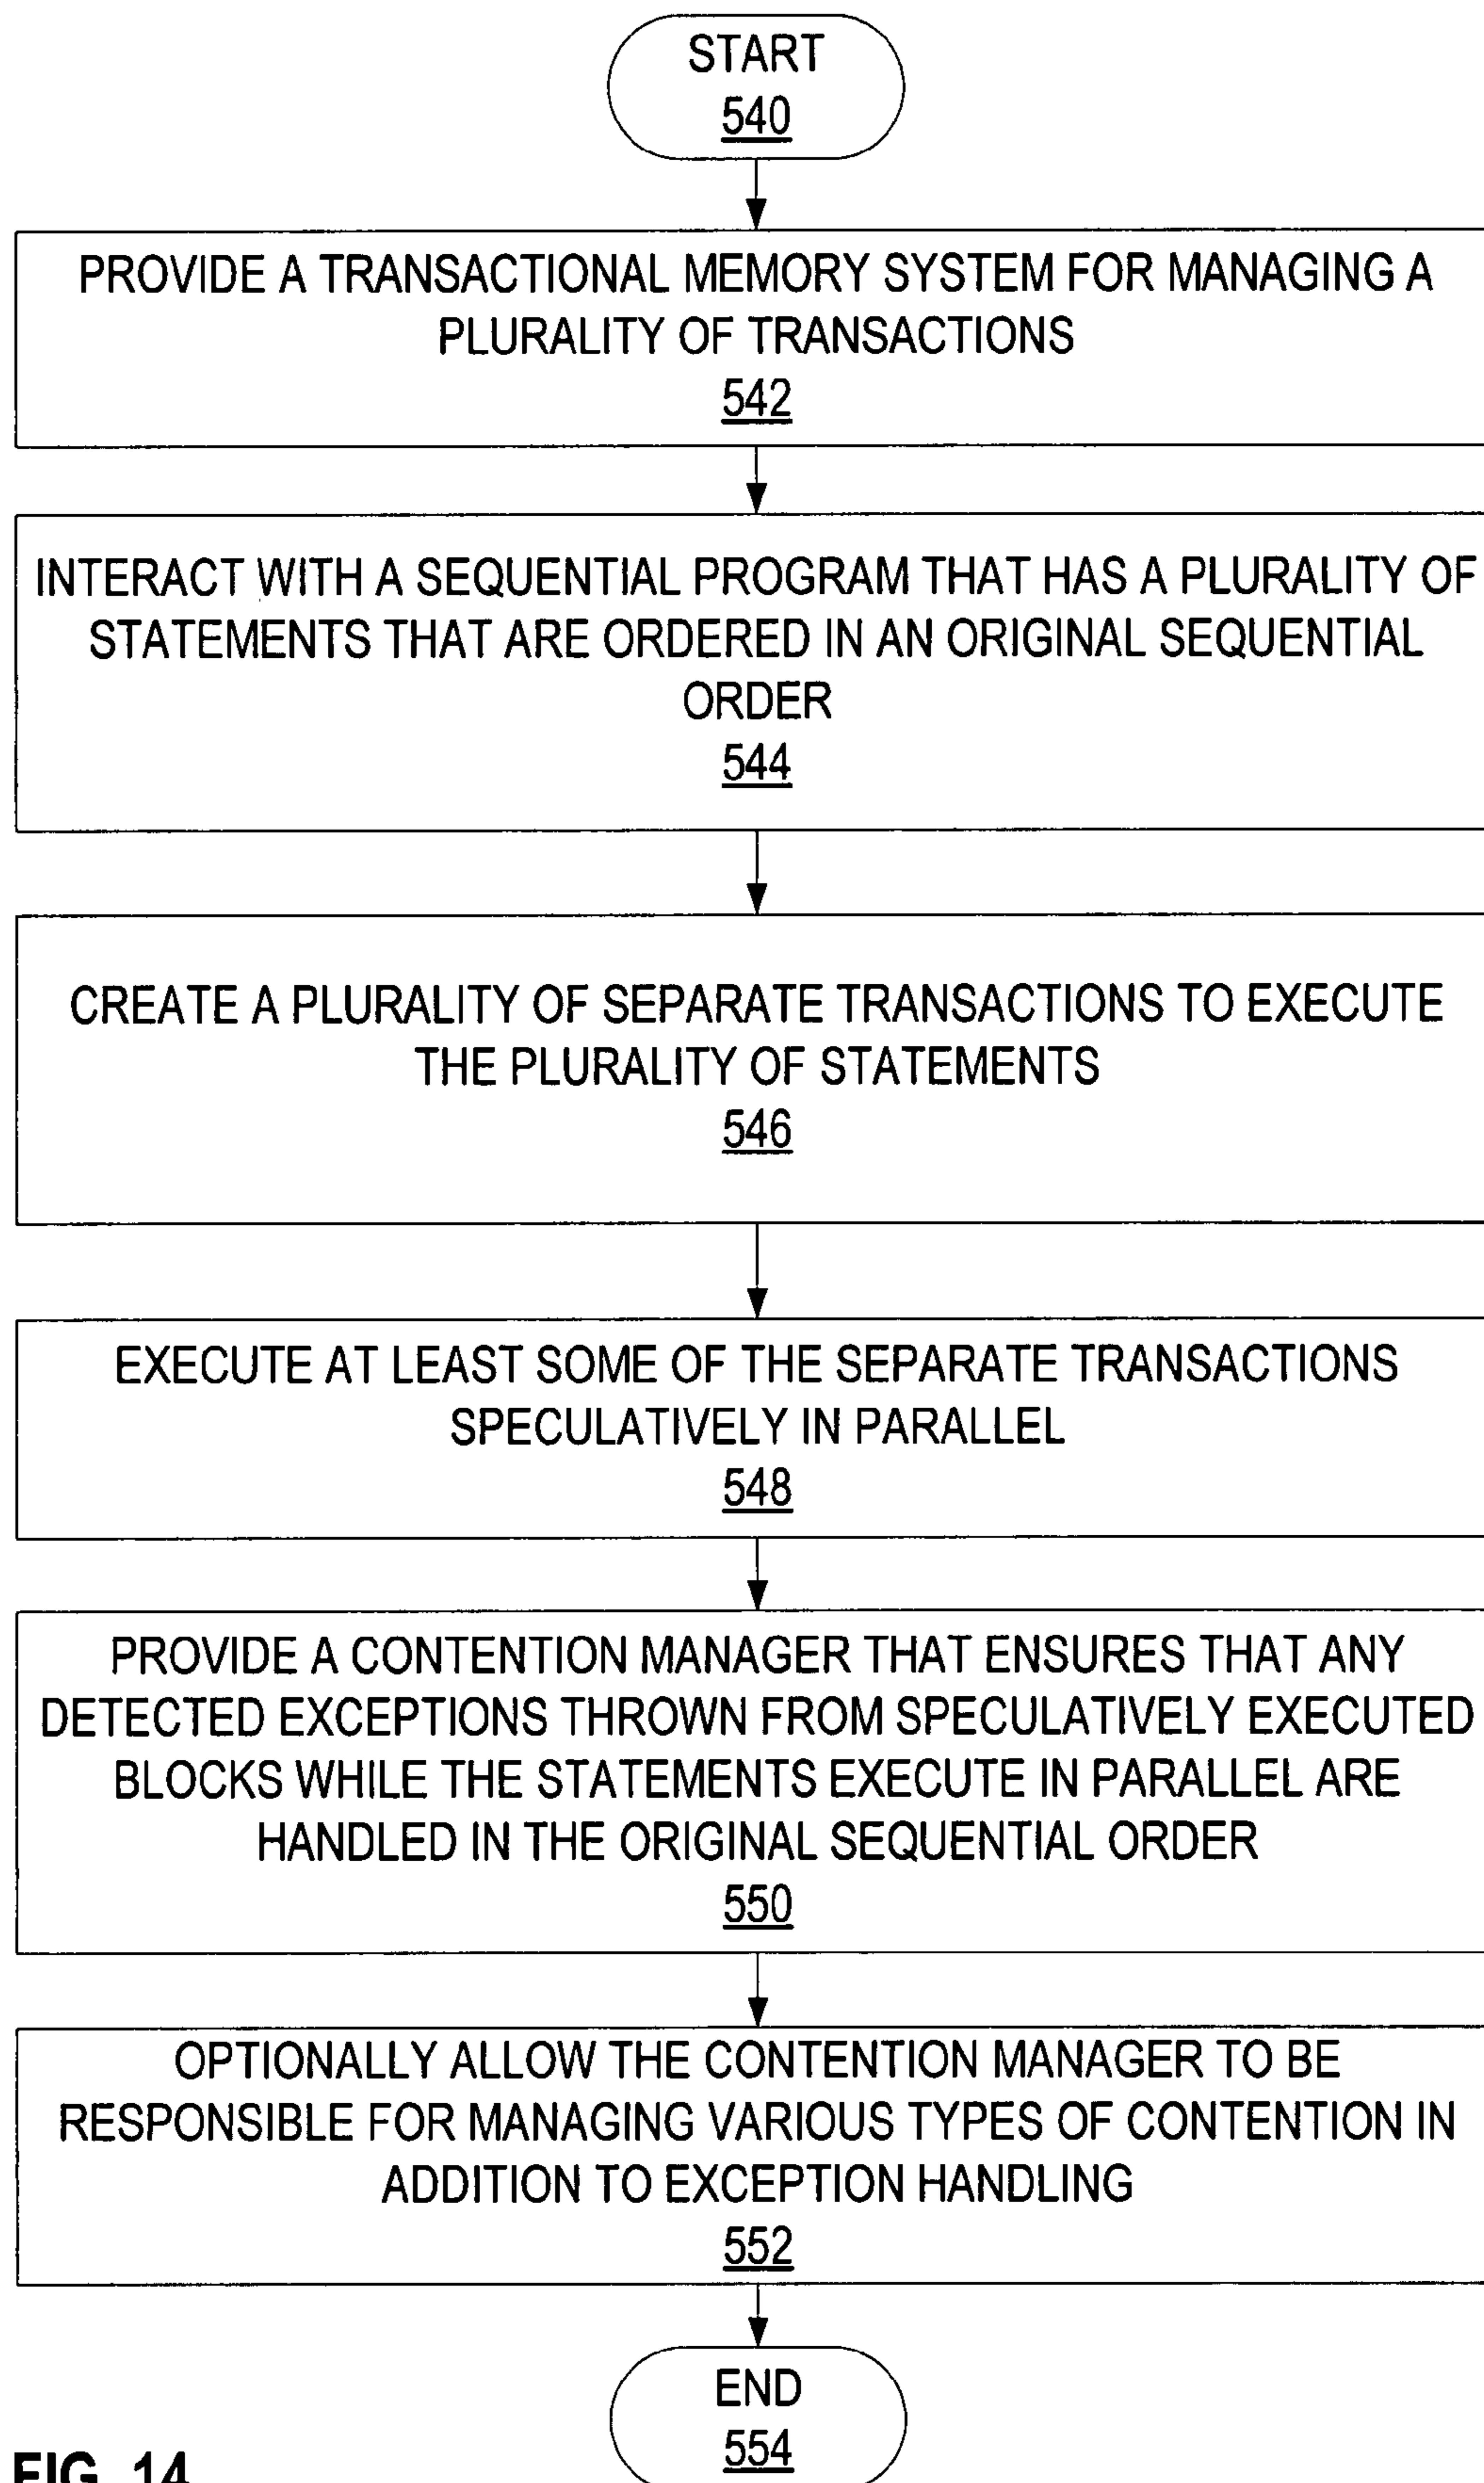 START
540
PROVIDE A TRANSACTIONAL MEMORY SYSTEM FOR MANAGING A
PLURALITY OF TRANSACTIONS
542
INTERACT WITH A SEQUENTIAL PROGRAM THAT HAS A PLURALITY OF
STATEMENTS THAT ARE ORDERED IN AN ORIGINAL SEQUENTIAL
ORDER
544
CREATE A PLURALITY OF SEPARATE TRANSACTIONS TO EXECUTE
THE PLURALITY OF STATEMENTS
546
EXECUTE AT LEAST SOME OF THE SEPARATE TRANSACTIONS
SPECULATIVELY IN PARALLEL
548
PROVIDE A CONTENTION MANAGER THAT ENSURES THAT ANY
DETECTED EXCEPTIONS THROWN FROM SPECULATIVELY EXECUTED
BLOCKS WHILE THE STATEMENTS EXECUTE IN PARALLEL ARE
HANDLED IN THE ORIGINAL SEQUENTIAL ORDER
550
OPTIONALLY ALLOW THE CONTENTION MANAGER TO BE
RESPONSIBLE FOR MANAGING VARIOUS TYPES OF CONTENTION IN
ADDITION TO EXCEPTION HANDLING
552
END
554
FIG. 14